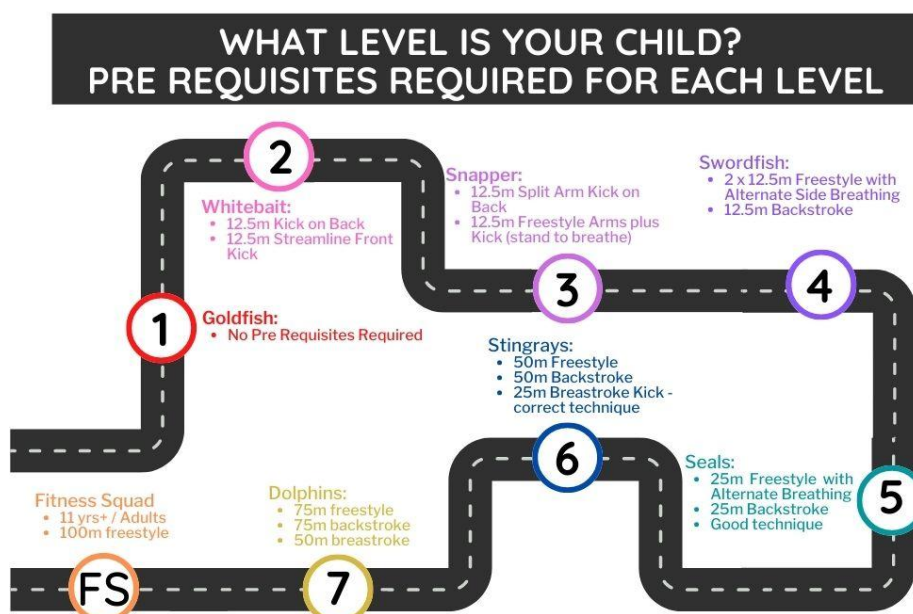 WHAT LEVEL IS YOUR CHILD?
PRE REQUISITES REQUIRED FOR EACH LEVEL
1
Goldfish:
• No Pre Requisites Required
2
Whitebait:
• 12.5m Kick on Back
• 12.5m Streamline Front
Kick
Snapper:
• 12.5m Split Arm Kick on
Back
• 12.5m Freestyle Arms plus
Kick (stand to breathe)
3
Swordfish:
• 2 x 12.5m Freestyle with
Alternate Side Breathing
• 12.5m Backstroke
4
Seals:
• 25m Freestyle with
Alternate Breathing
• 25m Backstroke
• Good technique
5
Stingrays:
• 50m Freestyle
• 50m Backstroke
• 25m Breastroke Kick -
correct technique
6
Dolphins:
• 75m freestyle
• 75m backstroke
• 50m breastroke
7
Fitness Squad
• 11 yrs+ / Adults
• 100m freestyle
FS